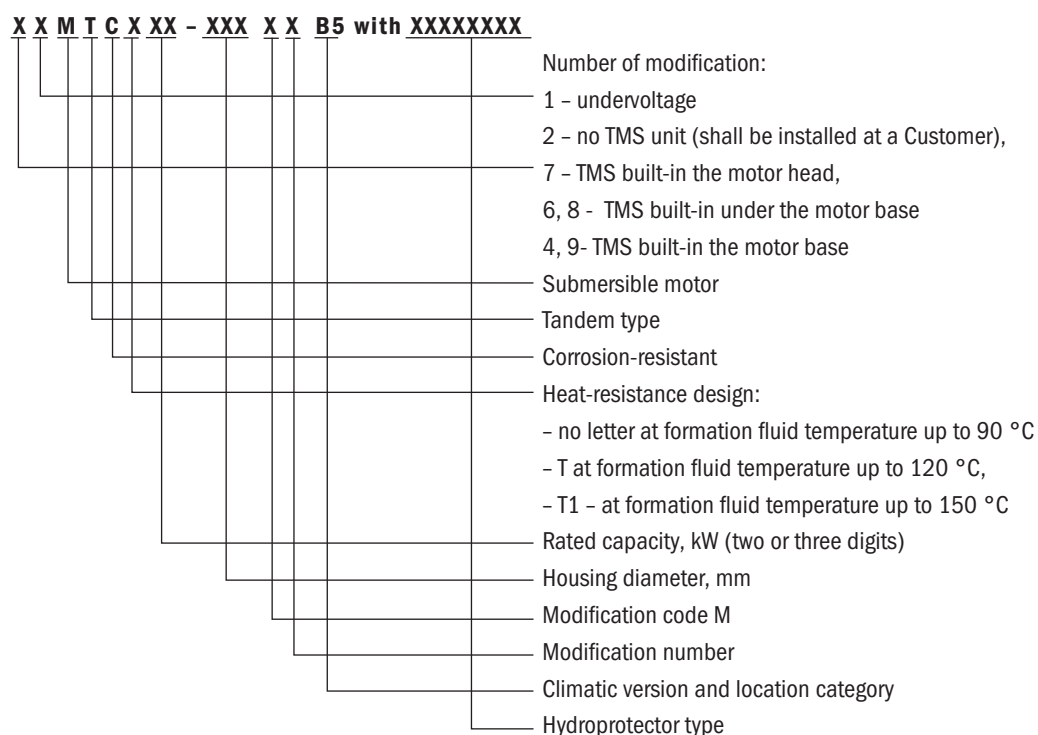 X X M T C X XX – XXX X X B5 with XXXXXXXX
Number of modification:
1 – undervoltage
2 – no TMS unit (shall be installed at a Customer),
7 – TMS built-in the motor head,
6, 8 - TMS built-in under the motor base
4, 9- TMS built-in the motor base
Submersible motor
Tandem type
Corrosion-resistant
Heat-resistance design:
– no letter at formation fluid temperature up to 90 °C
– T at formation fluid temperature up to 120 °C,
– T1 – at formation fluid temperature up to 150 °C
Rated capacity, kW (two or three digits)
Housing diameter, mm
Modification code M
Modification number
Climatic version and location category
Hydroprotector type